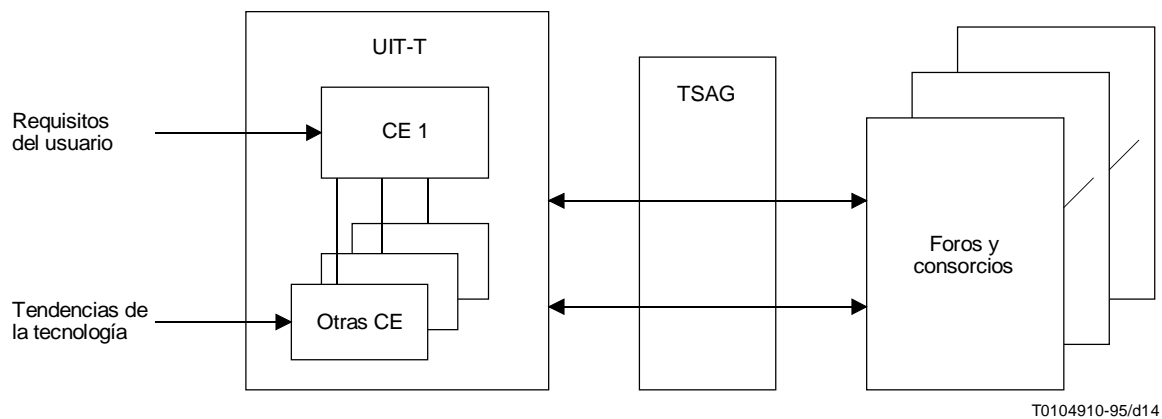 UIT-T
TSAG
Requisitos
del usuario
CE 1
Foros y
consorcios
Tendencias de
la tecnología
Otras CE
T0104910-95/d14